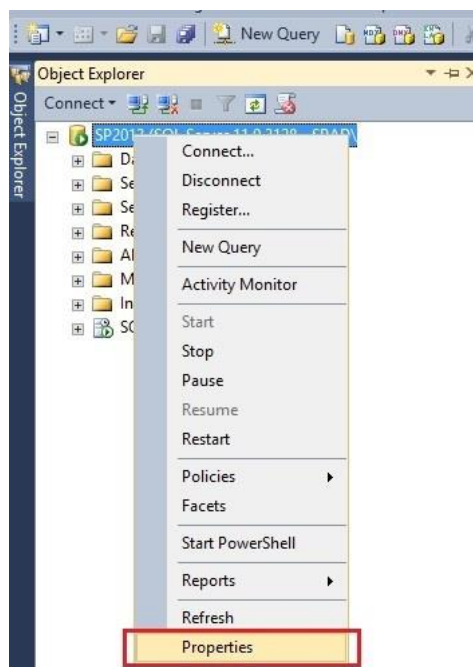 New Query
Object Explorer
Connect
Object Explorer
SP2013
Connect...
Disconnect
Register...
New Query
Activity Monitor
Start
Stop
Pause
Resume
Restart
Policies
Facets
Start PowerShell
Reports
Refresh
Properties